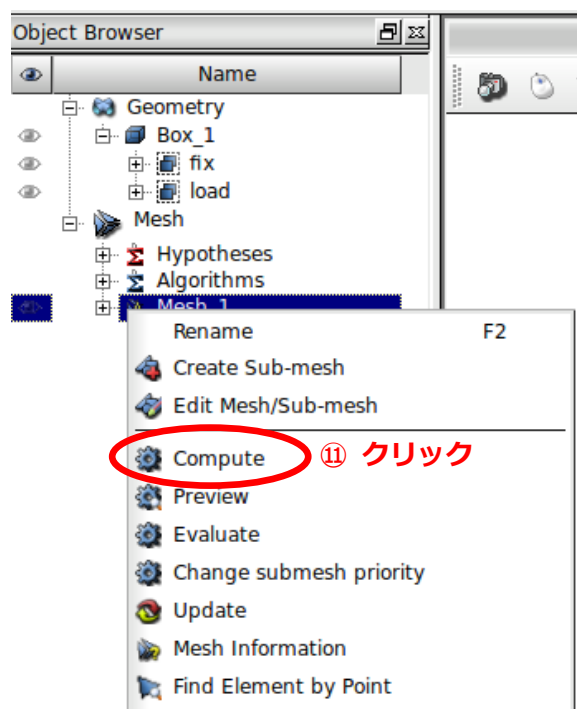 Object Browser
Name
Geometry
Box_1
fix
load
Mesh
Hypotheses
Algorithms
Mesh_1
Rename F2
Create Sub-mesh
Edit Mesh/Sub-mesh
Compute ⑪ クリック
Preview
Evaluate
Change submesh priority
Update
Mesh Information
Find Element by Point